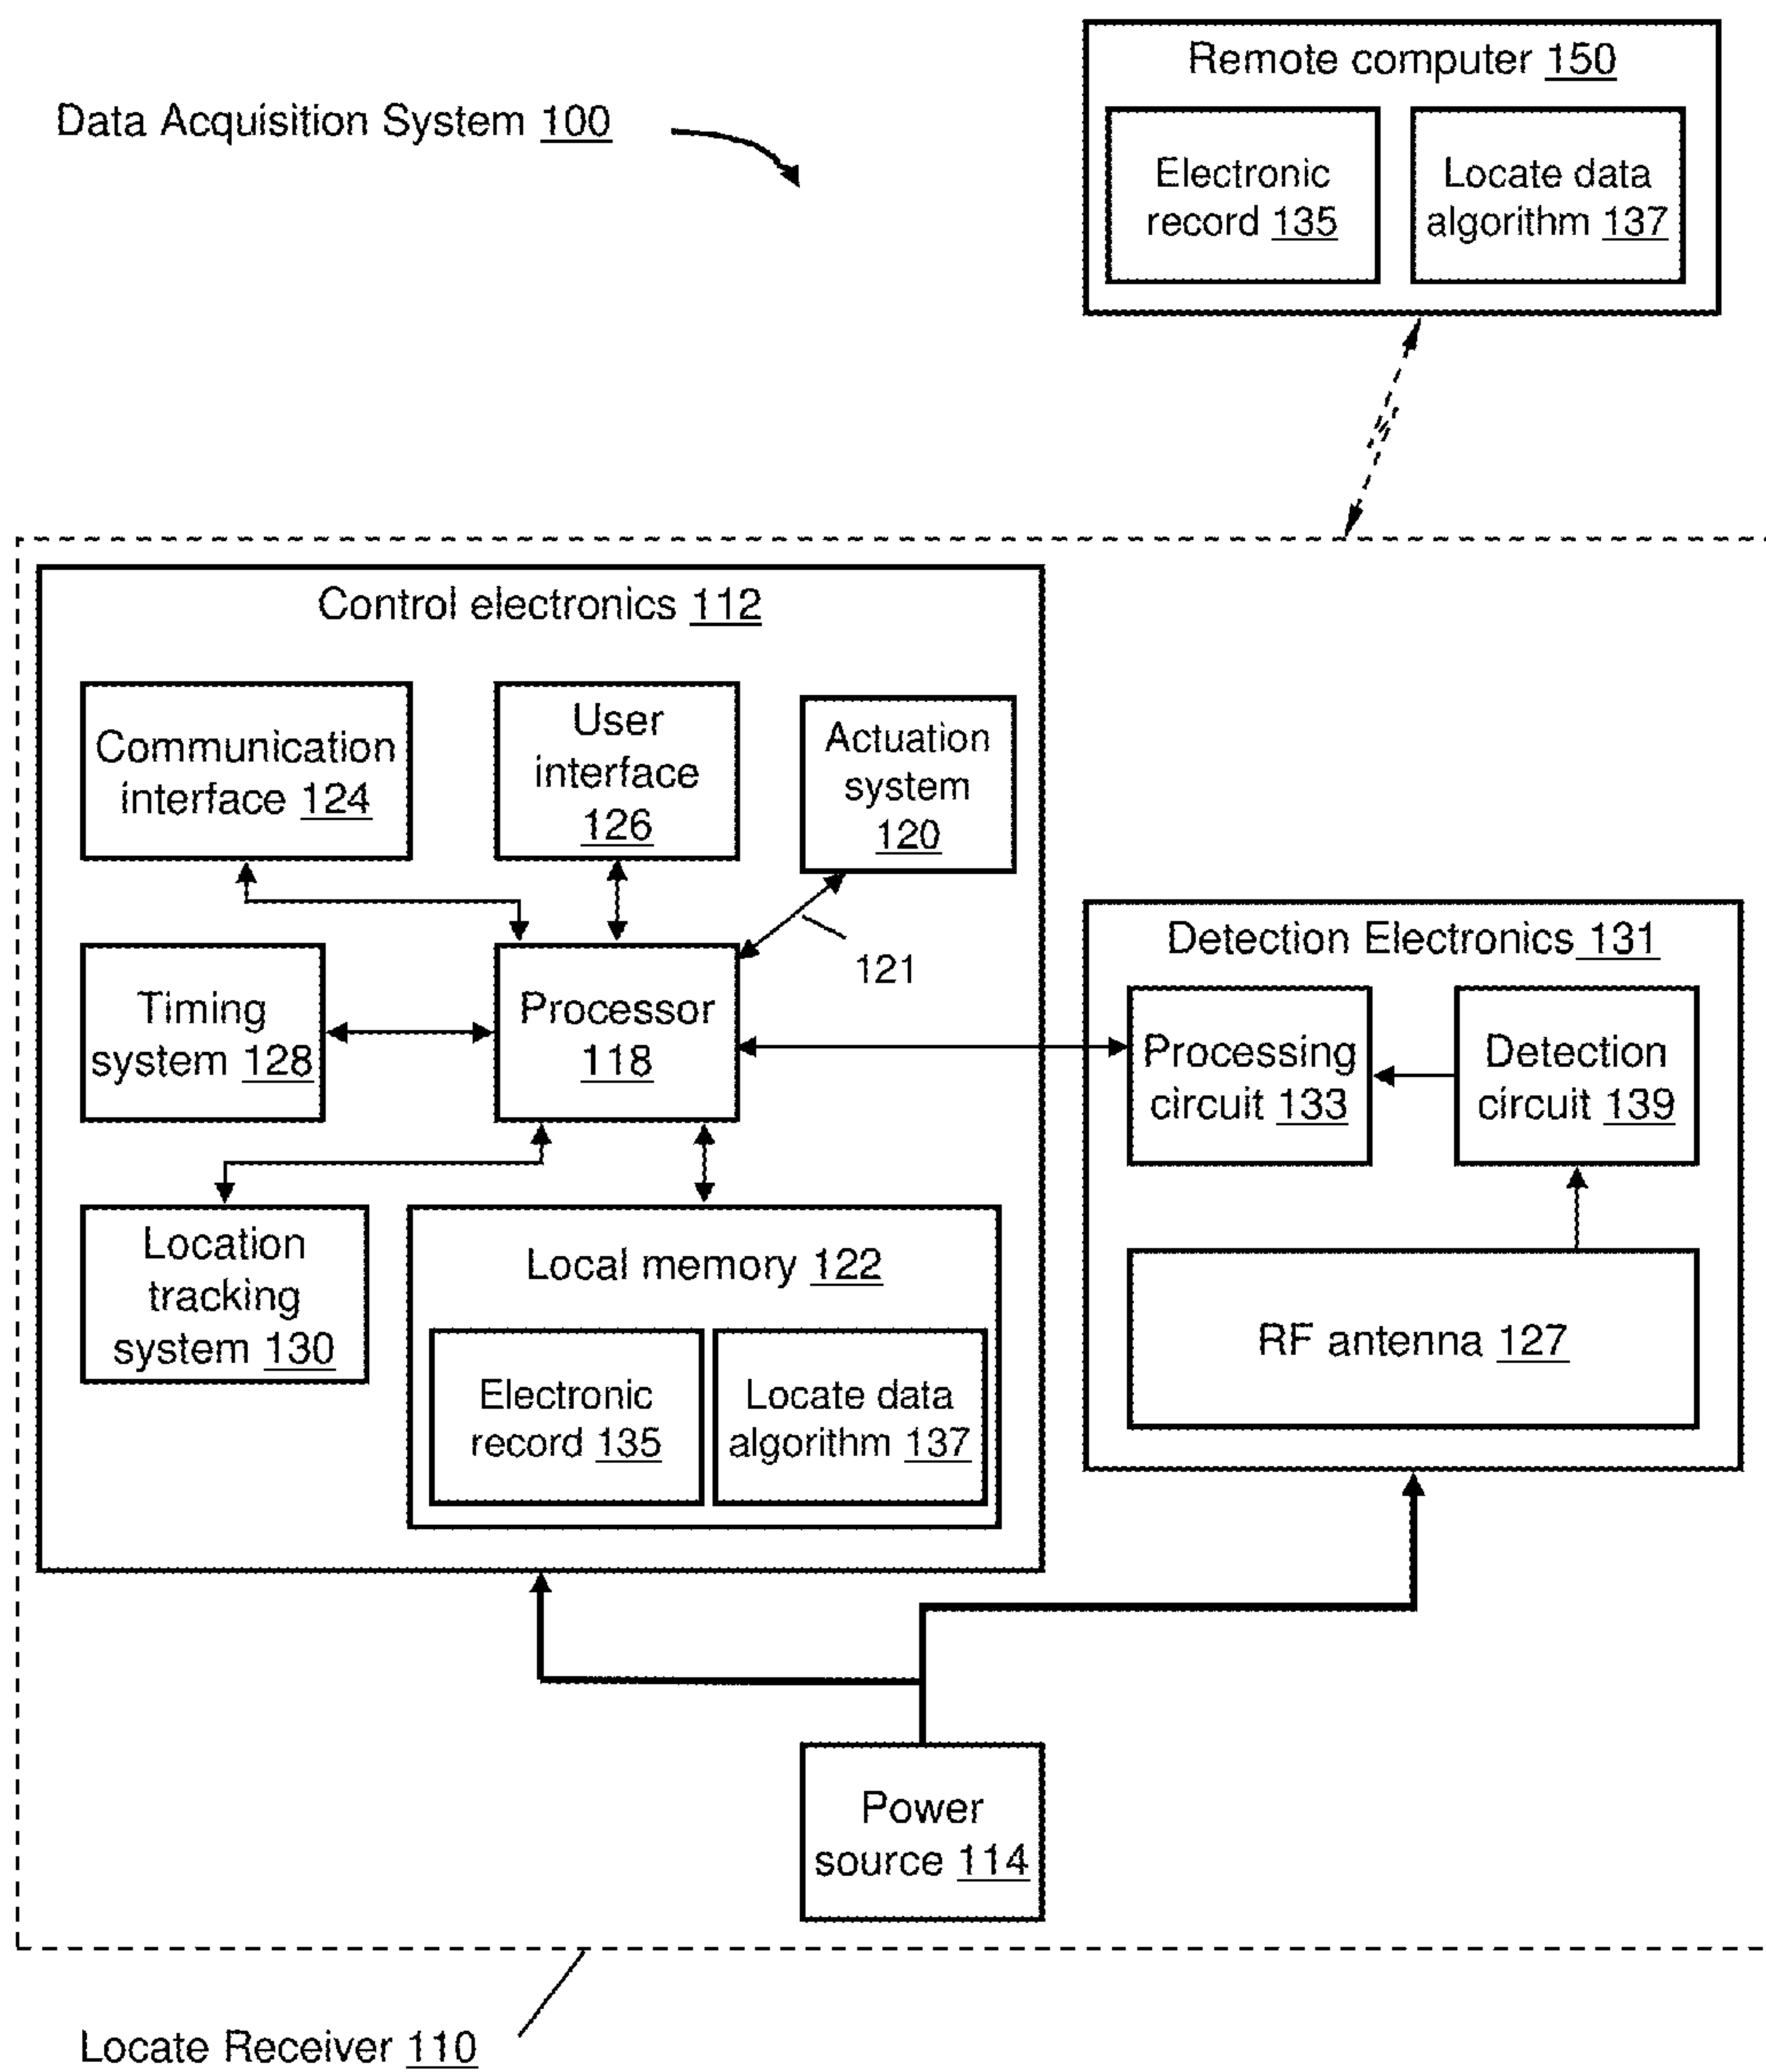 Remote computer 150
Data Acquisition System 100
Electronic
record 135
Locate data
algorithm 137
Control electronics 112
Communication
interface 124
User
interface
126
Actuation
system
120
121
Timing
system 128
Processor
118
Detection Electronics 131
Processing
circuit 133
Detection
circuit 139
Location
tracking
system 130
Local memory 122
Electronic
record 135
Locate data
algorithm 137
RF antenna 127
Power
source 114
Locate Receiver 110